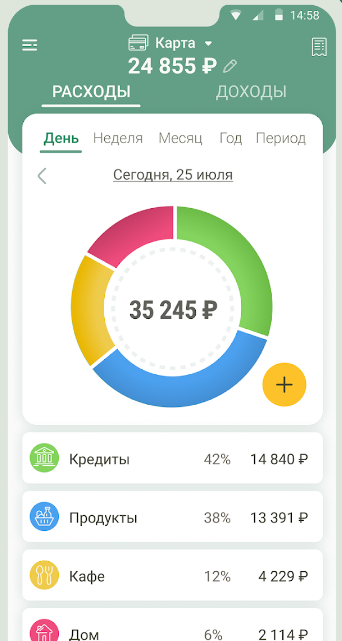 14:58
Карта
24 855 ₽
РАСХОДЫ ДОХОДЫ
День Неделя Месяц Год Период
Сегодня, 25 июля
35 245 ₽
Кредиты 42% 14 840 ₽
Продукты 38% 13 391 ₽
Кафе 12% 4 229 ₽
Дом 6% 2 114 ₽